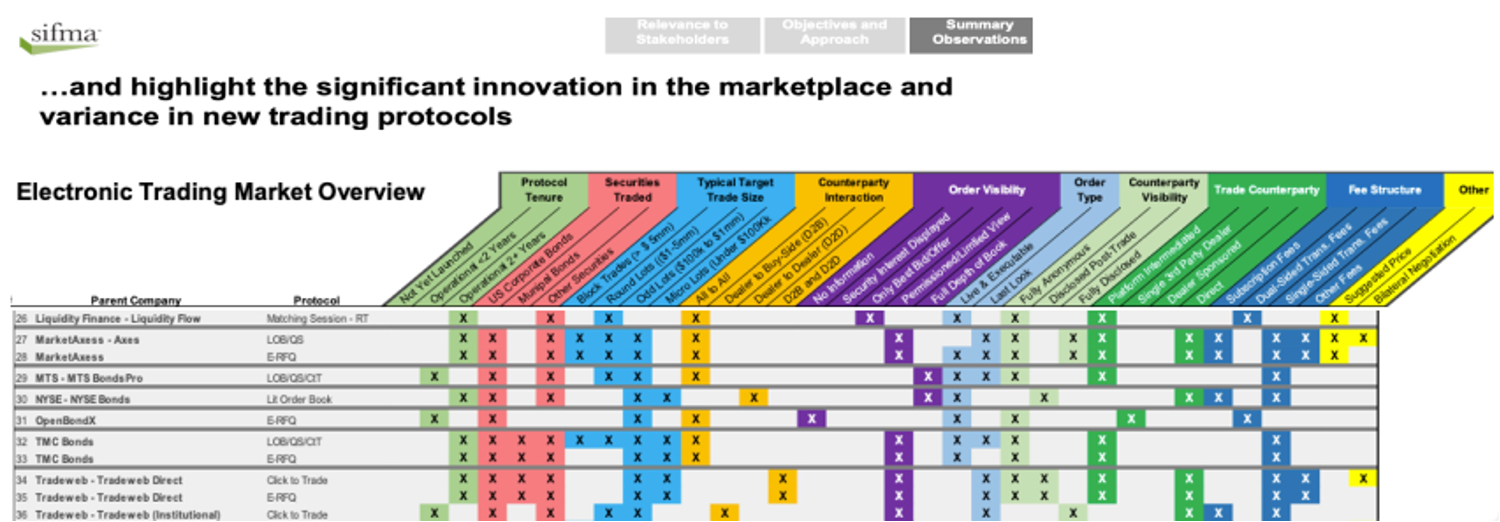 sifma
Relevance to Stakeholders
Objectives and Approach
Summary Observations
...and highlight the significant innovation in the marketplace and
variance in new trading protocols
Electronic Trading Market Overview
Protocol Tenure
Securities Traded
Typical Target Trade Size
Counterparty Interaction
Order Visiblity
Order Type
Counterparty Visibility
Trade Counterparty
Fee Structure
Other
Parent Company
Protocol
Not Yet Launched
Operational <2 Years
Operational 2+ Years
US Corporate Bonds
Munipal Bonds
Other Securities
Block Trades (> $ 5mm)
Round Lots ($1-5mm)
Odd Lots ($100k to $1mm)
Micro Lots (Under $100Kk
All to All
Dealer to Buy-Side (D2B)
Dealer to Dealer (D2D)
D2B and D2D
No Information
Security Interest Displayed
Only Best Bid/Offer
Permissioned/Limited View
Full Depth of Book
Live & Executable
Last Look
Fully Anonymous
Disclosed Post-Trade
Fully Disclosed
Platform Intermediated
Single 3rd Party Dealer
Dealer Sponsored
Direct
Subscription Fees
Dual-Sided Trans. Fees
Single-Sided Trans. Fees
Other Fees
Suggested Price
Bilateral Negotiation
26 Liquidity Finance - Liquidity Flow Matching Session - RT X X X X X X X X X X
27 MarketAxess - Axes LOB/QS X X X X X X X X X X X X X X X X X X
28 MarketAxess E-RFQ X X X X X X X X X X X X X X X X X X
29 MTS - MTS BondsPro LOB/QS/CtT X X X X X X X X X X X X
30 NYSE - NYSE Bonds Lit Order Book X X X X X X X X X X X X
31 OpenBondX E-RFQ X X X X X X X X X
32 TMC Bonds LOB/QS/CtT X X X X X X X X X X X X X X X
33 TMC Bonds E-RFQ X X X X X X X X X X X X
34 Tradeweb - Tradeweb Direct Click to Trade X X X X X X X X X X X X X X X X
35 Tradeweb - Tradeweb Direct E-RFQ X X X X X X X X X X X X X X X
36 Tradeweb - Tradeweb (Institutional) Click to Trade X X X X X X X X X X X X